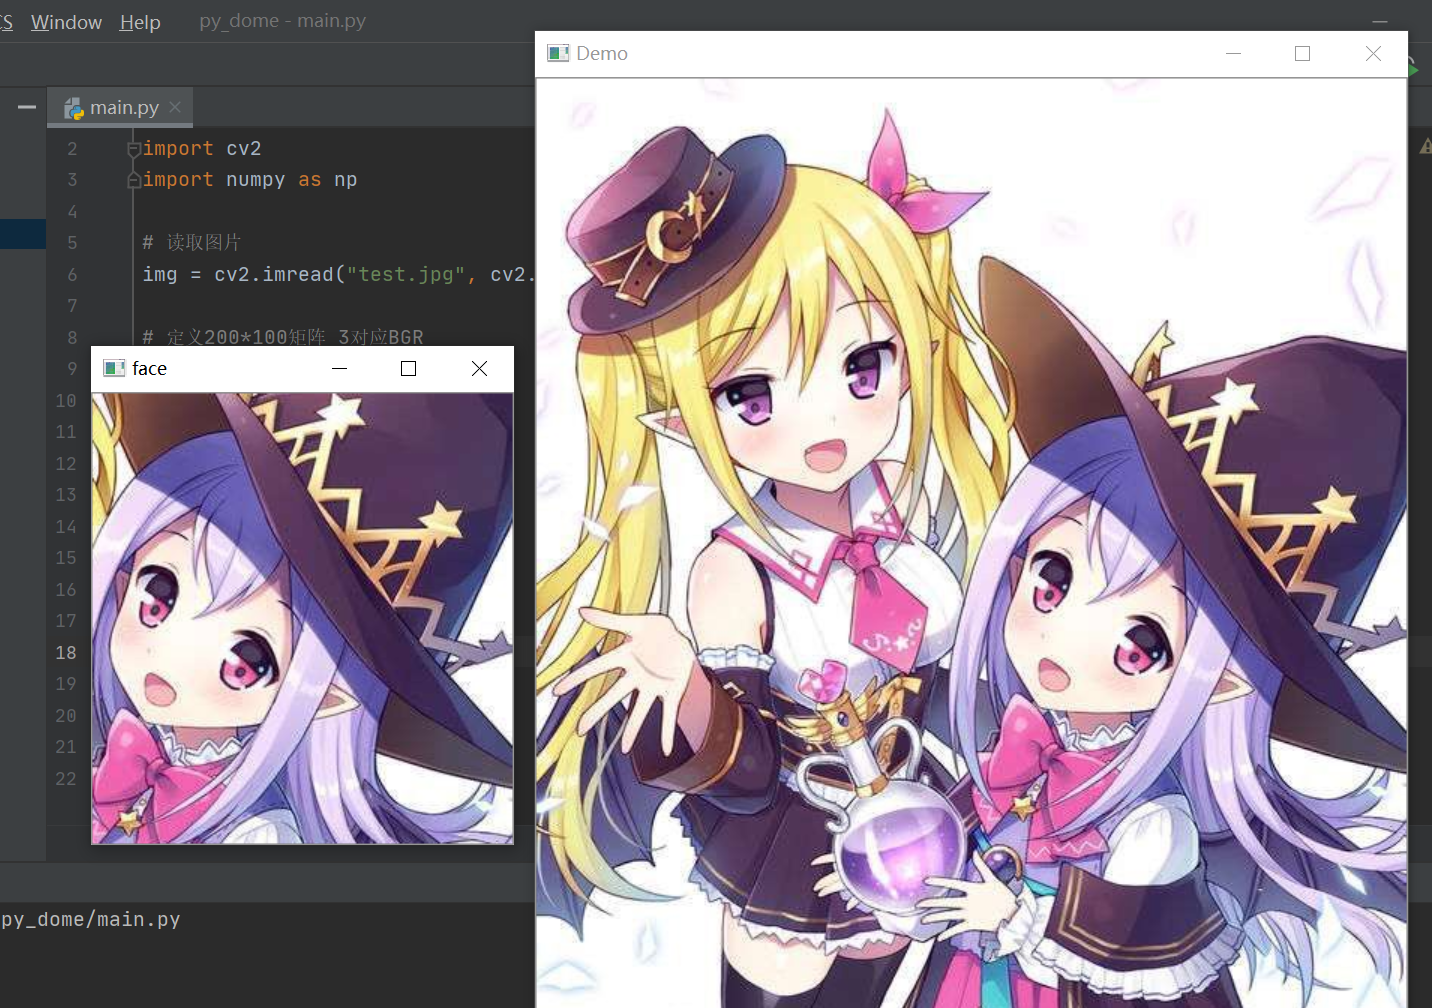 Window Help py_dome - main.py
Demo
main.py
2 import cv2
3 import numpy as np
4
5 # 读取图片
6 img = cv2.imread("test.jpg", cv2.
7
8 # 定义200*100矩阵 3对应BGR
9
face
10
11
12
13
14
15
16
17
18
19
20
21
22
py_dome/main.py